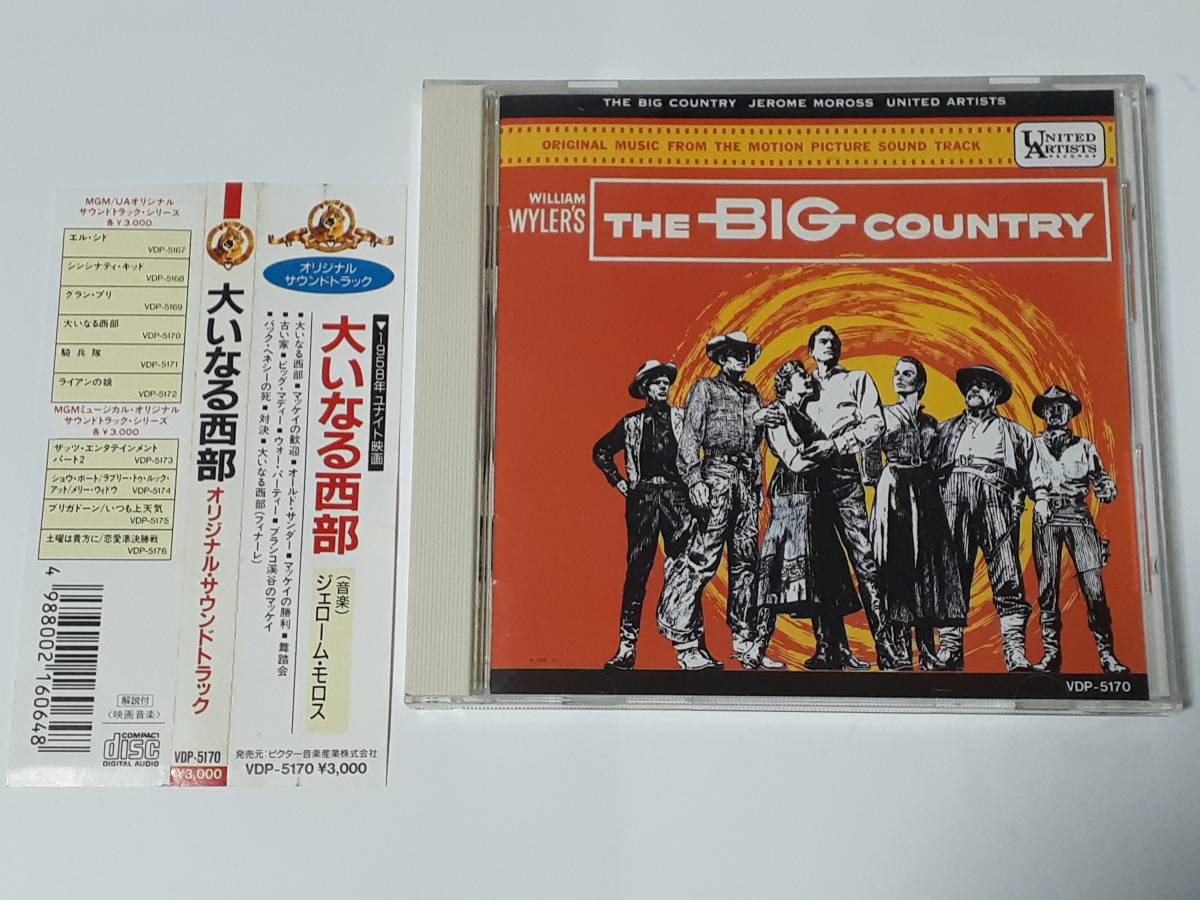 MGM/UAオリジナル
サウンドトラック・シリーズ
各¥3,000
エル・シド
VDP-5167
シンシナティ・キッド
VDP-5168
グラン・プリ
VDP-5169
大いなる西部
VDP-5170
騎兵隊
VDP-5171
ライアンの娘
VDP-5172
MGMミュージカル・オリジナル
サウンドトラック・シリーズ
各¥3,000
ザッツ・エンタテインメント
パート2 VDP-5173
ショウ・ボート/ラブリー・トゥ・ルック・
アット/メリー・ウィドウ VDP-5174
ブリガドーン/いつも上天気
VDP-5175
土曜は貴方に/恋愛準決勝戦
VDP-5176
4 988002160648
解説付
〈映画音楽〉
COMPACT
disc
DIGITAL AUDIO
大いなる西部
オリジナル・サウンドトラック
VDP-5170
¥3,000
オリジナル
サウンドトラック
▼1958年ユナイト映画
大いなる西部
(音楽)
ジェローム・モロス
■大いなる西部■マッケイの歓迎■オールド・サンダー■マッケイの勝利■舞踏会
■古い家■ビッグ・マディー■ウォー・パーティー■ブランコ渓谷のマッケイ
■バック・ヘネシーの死■対決■大いなる西部(フィナーレ)
発売元:ビクター音楽産業株式会社
VDP-5170 ¥3,000
THE BIG COUNTRY JEROME MOROSS UNITED ARTISTS
ORIGINAL MUSIC FROM THE MOTION PICTURE SOUND TRACK
UNITED
ARTISTS
RECORDS
WILLIAM
WYLER'S
THE BIG COUNTRY
VDP-5170